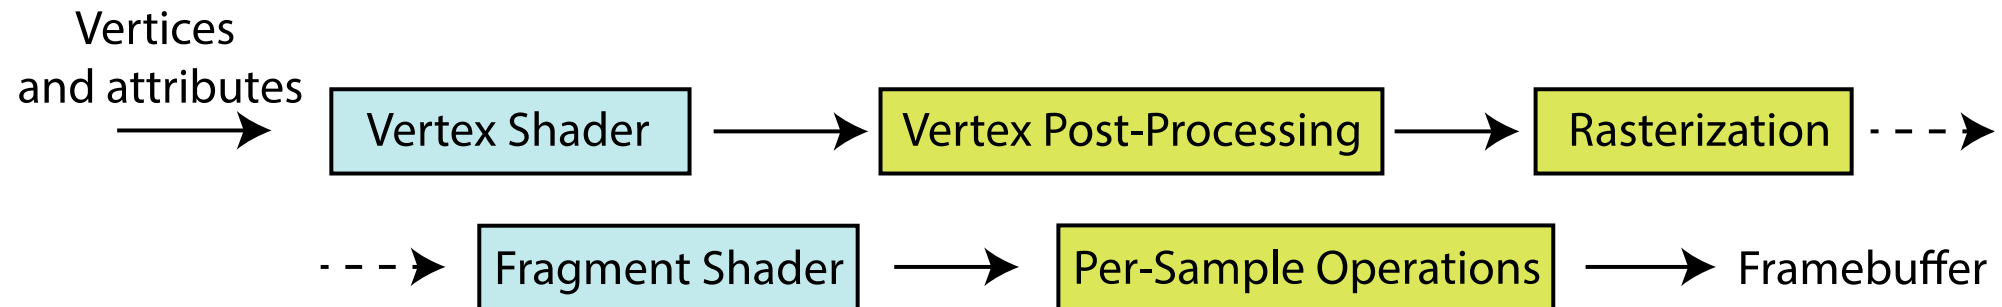 Vertices
and attributes
Vertex Shader
Vertex Post-Processing
Rasterization
Fragment Shader
Per-Sample Operations
Framebuffer